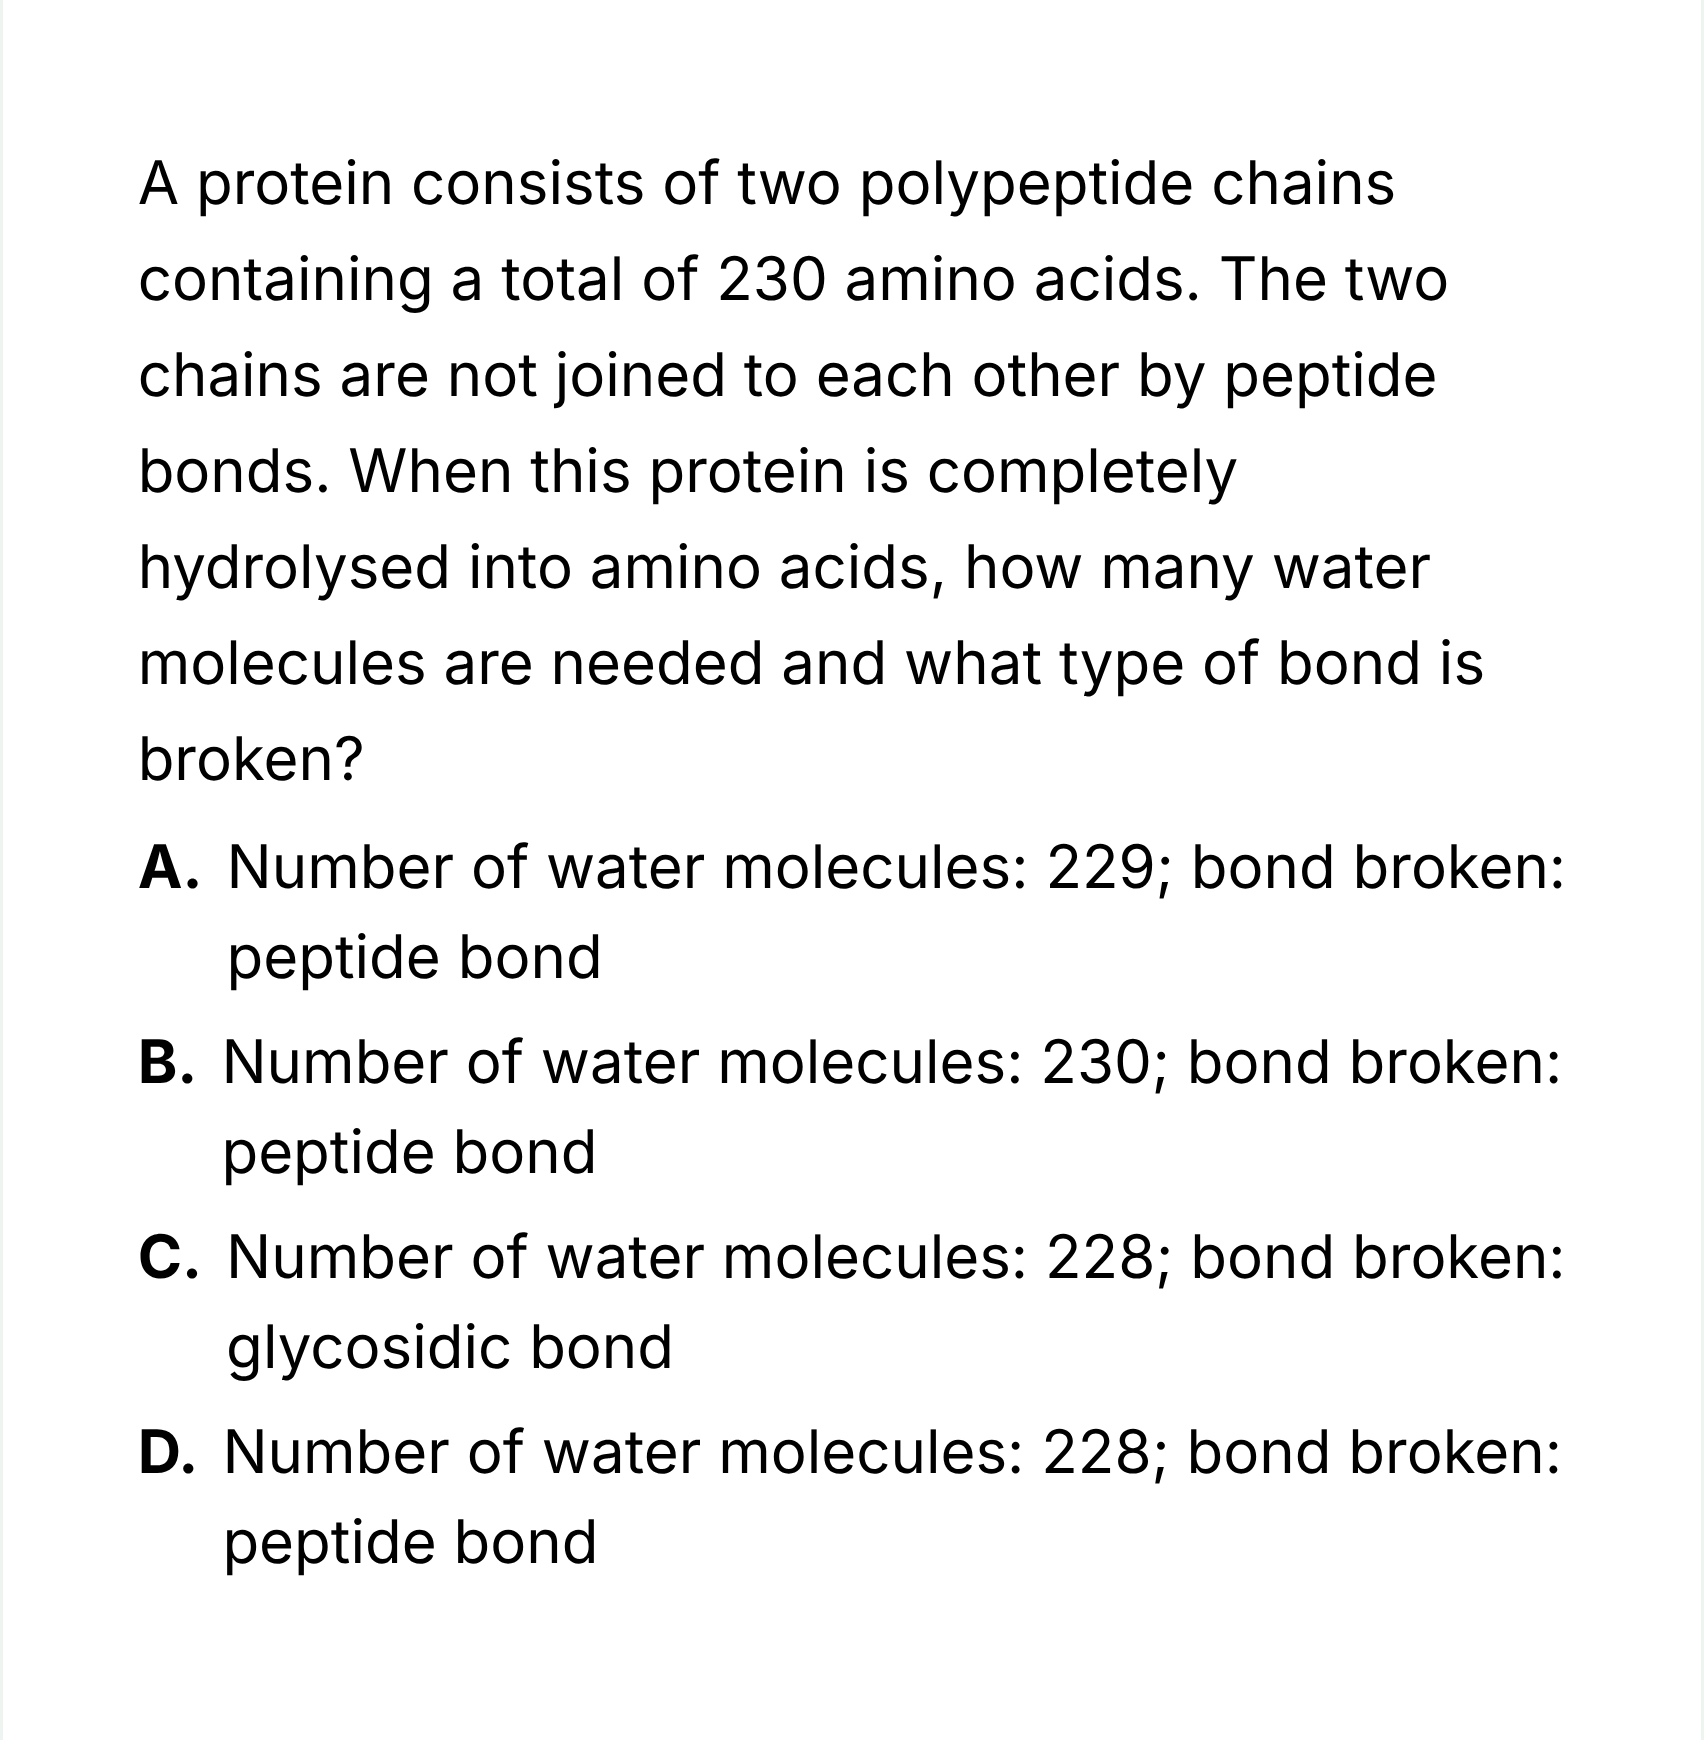 A protein consists of two polypeptide chains
containing a total of 230 amino acids. The two
chains are not joined to each other by peptide
bonds. When this protein is completely
hydrolysed into amino acids, how many water
molecules are needed and what type of bond is
broken?
A. Number of water molecules: 229; bond broken:
peptide bond
B. Number of water molecules: 230; bond broken:
peptide bond
C. Number of water molecules: 228; bond broken:
glycosidic bond
D. Number of water molecules: 228; bond broken:
peptide bond